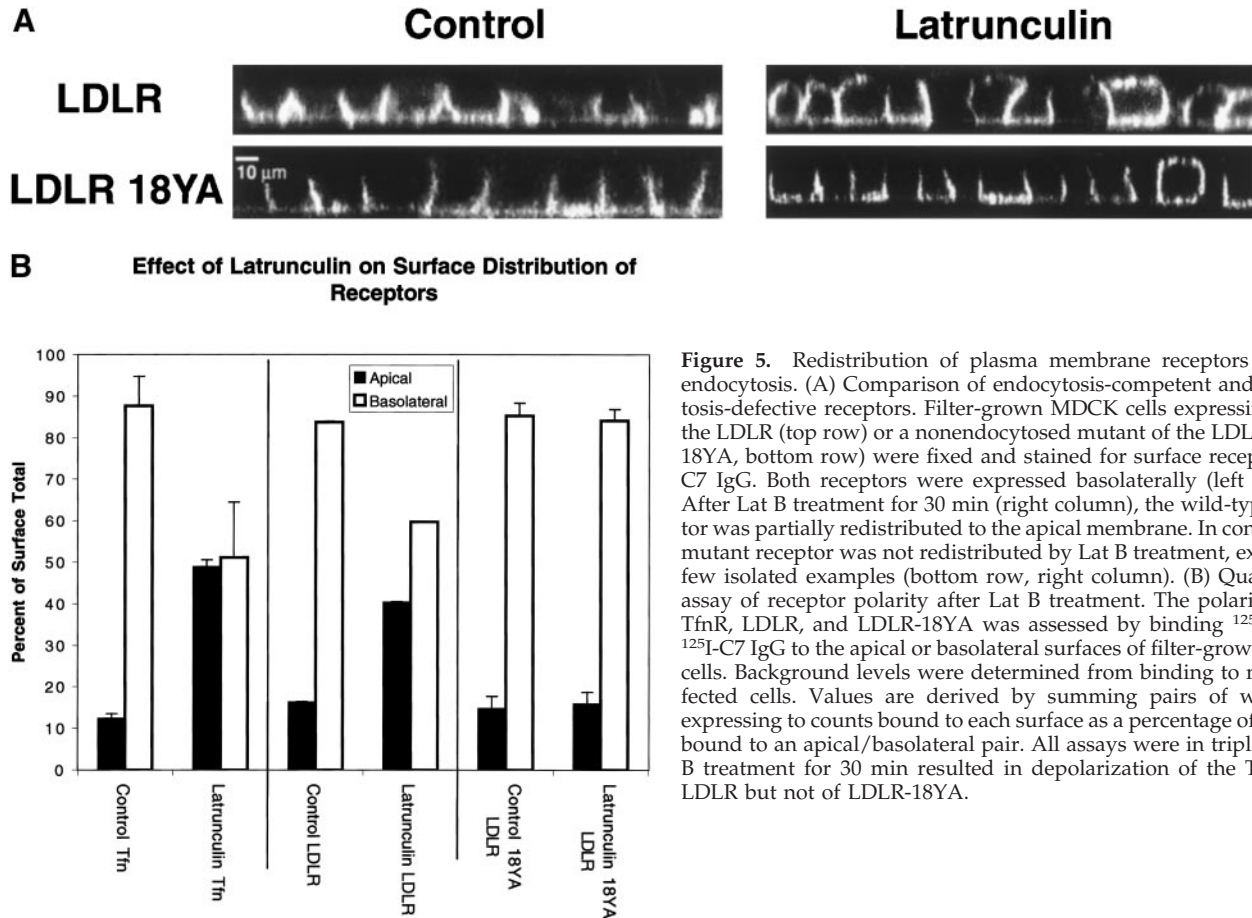 A
Control
Latrunculin
LDLR
LDLR 18YA
10 μm
B
Effect of Latrunculin on Surface Distribution of
Receptors
Percent of Surface Total
100
90
80
70
60
50
40
30
20
10
0
Apical
Basolateral
Control Tfn
Latrunculin Tfn
Control LDLR
Latrunculin LDLR
Control 18YA
LDLR
Latrunculin 18YA
LDLR
Figure 5. Redistribution of plasma membrane receptors
endocytosis. (A) Comparison of endocytosis-competent and
tosis-defective receptors. Filter-grown MDCK cells expressi
the LDLR (top row) or a nonendocytosed mutant of the LDL
18YA, bottom row) were fixed and stained for surface recep
C7 IgG. Both receptors were expressed basolaterally (left
After Lat B treatment for 30 min (right column), the wild-typ
tor was partially redistributed to the apical membrane. In con
mutant receptor was not redistributed by Lat B treatment, ex
few isolated examples (bottom row, right column). (B) Qua
assay of receptor polarity after Lat B treatment. The polari
TfnR, LDLR, and LDLR-18YA was assessed by binding 125
125I-C7 IgG to the apical or basolateral surfaces of filter-grow
cells. Background levels were determined from binding to n
fected cells. Values are derived by summing pairs of w
expressing to counts bound to each surface as a percentage of
bound to an apical/basolateral pair. All assays were in tripl
B treatment for 30 min resulted in depolarization of the T
LDLR but not of LDLR-18YA.